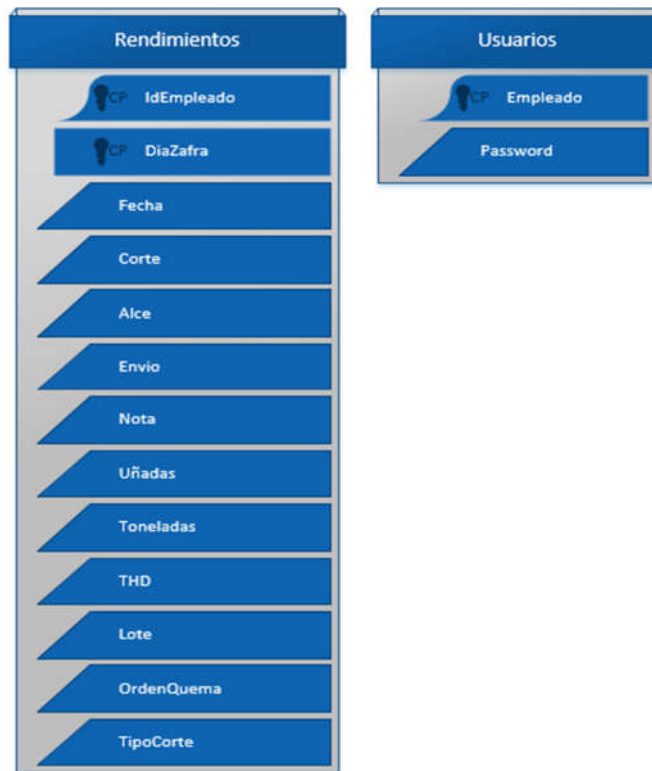 Rendimientos
CP IdEmpleado
CP DiaZafra
Fecha
Corte
Alce
Envio
Nota
Uñadas
Toneladas
THD
Lote
OrdenQuema
TipoCorte
Usuarios
CP Empleado
Password